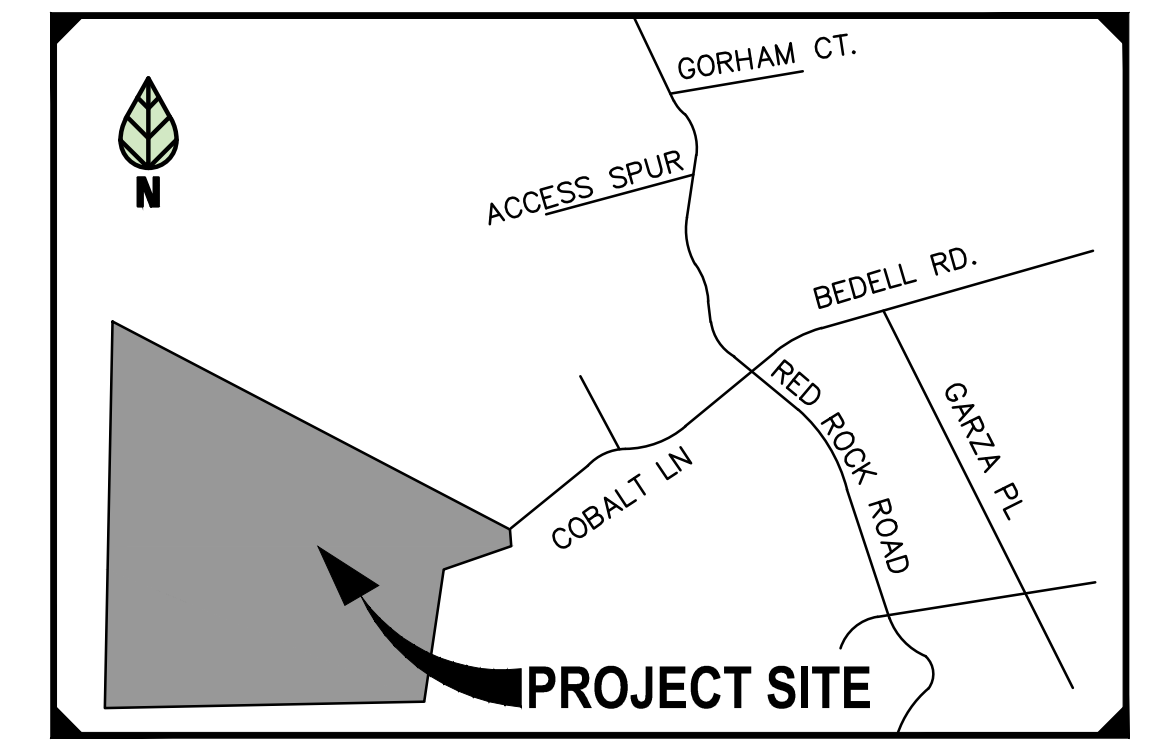 GORHAM CT.
N
ACCESS SPUR
BEDELL RD.
RED ROCK ROAD
GARZA PL
COBALT LN
PROJECT SITE